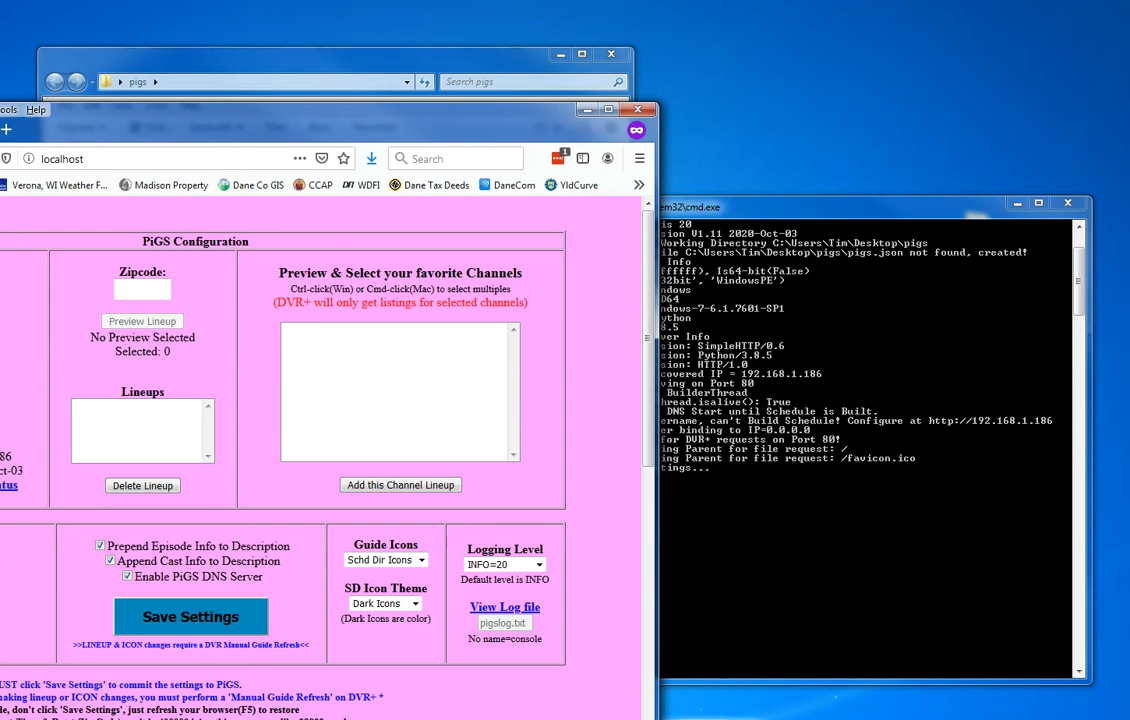 pigs
Search pigs
ools Help
+
localhost
Search
1
Verona, WI Weather F... Madison Property Dane Co GIS CCAP WDFI Dane Tax Deeds DaneCom YldCurve
PiGS Configuration
Zipcode:
Preview Lineup
No Preview Selected
Selected: 0
Lineups
Delete Lineup
86
ct-03
tus
Preview & Select your favorite Channels
Ctrl-click(Win) or Cmd-click(Mac) to select multiples
(DVR+ will only get listings for selected channels)
Add this Channel Lineup
Prepend Episode Info to Description
Append Cast Info to Description
Enable PiGS DNS Server
Save Settings
>>LINEUP & ICON changes require a DVR Manual Guide Refresh<<
Guide Icons
Schd Dir Icons
SD Icon Theme
Dark Icons
(Dark Icons are color)
Logging Level
INFO=20
Default level is INFO
View Log file
pigslog.txt
No name=console
UST click 'Save Settings' to commit the settings to PiGS.
making lineup or ICON changes, you must perform a 'Manual Guide Refresh' on DVR+ *
le, don't click 'Save Settings', just refresh your browser(F5) to restore
em32\cmd.exe
is 20
sion V1.11 2020-Oct-03
Working Directory C:\Users\Tim\Desktop\pigs
ile C:\Users\Tim\Desktop\pigs\pigs.json not found, created!
Info
ffffff), Is64-bit(False)
32bit', 'WindowsPE')
ndows
D64
ndows-7-6.1.7601-SP1
ython
8.5
ver Info
sion: SimpleHTTP/0.6
sion: Python/3.8.5
sion: HTTP/1.0
covered IP = 192.168.1.186
ving on Port 80
BuilderThread
hread.isalive(): True
DNS Start until Schedule is Built.
ername, can't Build Schedule! Configure at http://192.168.1.186
er binding to IP=0.0.0.0
for DVR+ requests on Port 80!
ing Parent for file request: /
ing Parent for file request: /favicon.ico
tings...